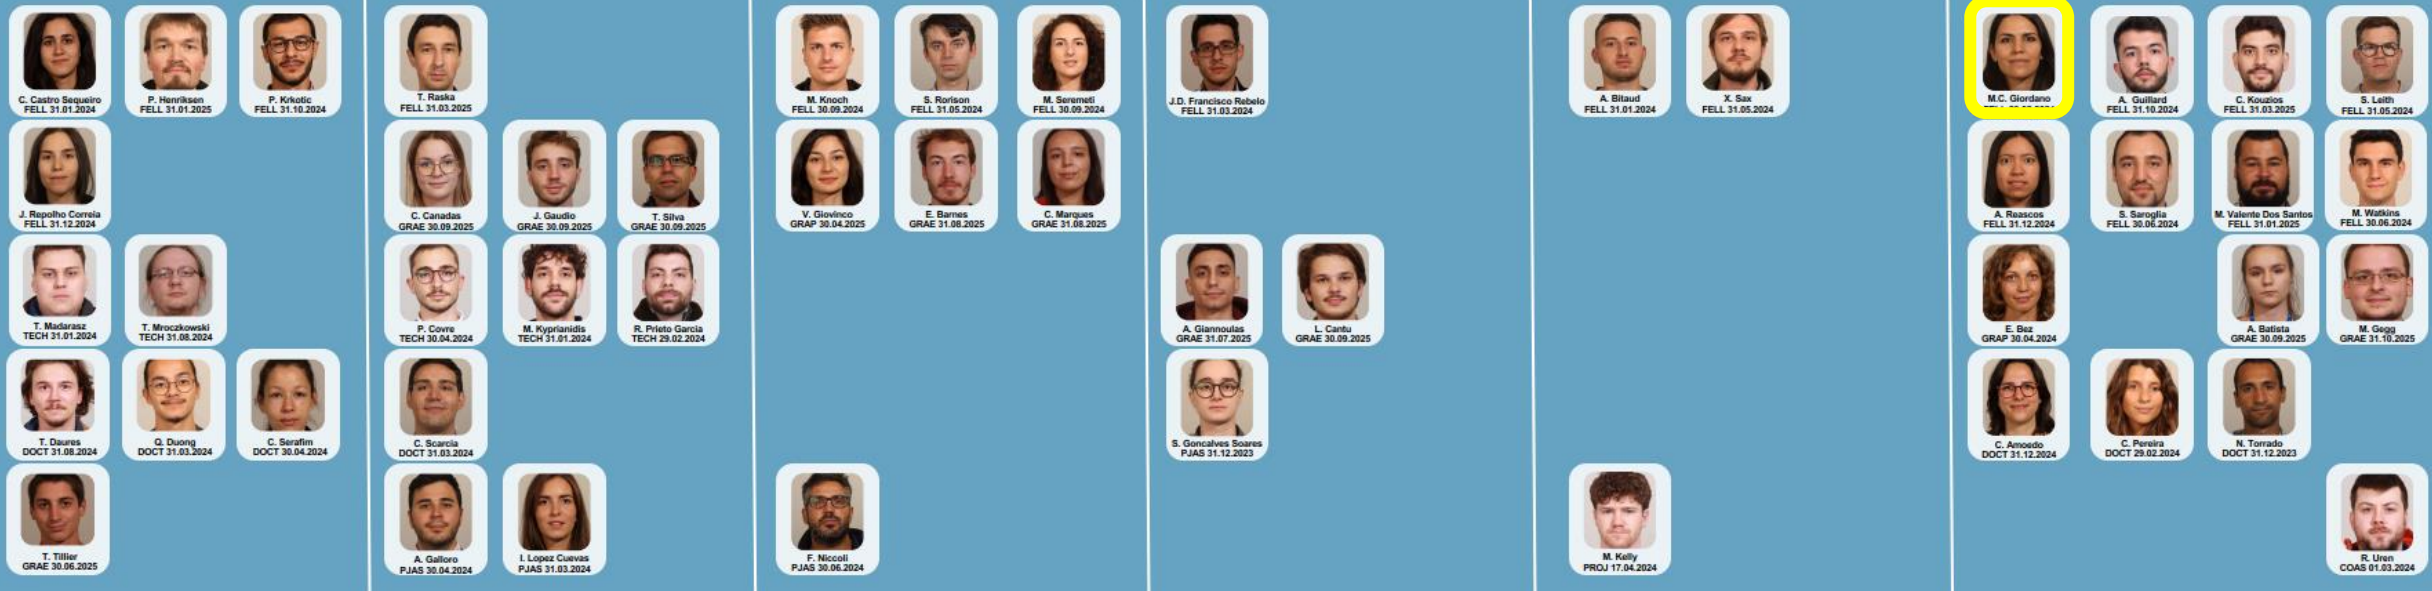 C. Castro Sequeiro
FELL 31.01.2024
P. Henriksen
FELL 31.01.2025
P. Krkotic
FELL 31.10.2024
J. Repolho Correia
FELL 31.12.2024
T. Madarasz
TECH 31.01.2024
T. Mroczkowski
TECH 31.08.2024
T. Daures
DOCT 31.08.2024
Q. Duong
DOCT 31.03.2024
C. Serafim
DOCT 30.04.2024
T. Tillier
GRAE 30.06.2025
T. Raska
FELL 31.03.2025
C. Canadas
GRAE 30.09.2025
J. Gaudio
GRAE 30.09.2025
T. Silva
GRAE 30.09.2025
P. Covre
TECH 30.04.2024
M. Kyprianidis
TECH 31.01.2024
R. Prieto Garcia
TECH 29.02.2024
C. Scarcia
DOCT 31.03.2024
A. Galloro
PJAS 30.04.2024
I. Lopez Cuevas
PJAS 31.03.2024
M. Knoch
FELL 30.09.2024
S. Rorison
FELL 31.05.2024
M. Seremeti
FELL 30.09.2024
V. Giovinco
GRAP 30.04.2025
E. Barnes
GRAE 31.08.2025
C. Marques
GRAE 31.08.2025
F. Niccoli
PJAS 30.06.2024
J.D. Francisco Rebelo
FELL 31.03.2024
A. Giannoulas
GRAE 31.07.2025
L. Cantu
GRAE 30.09.2025
S. Goncalves Soares
PJAS 31.12.2023
A. Bitaud
FELL 31.01.2024
X. Sax
FELL 31.05.2024
M. Kelly
PROJ 17.04.2024
M.C. Giordano
A. Guillard
FELL 31.10.2024
C. Kouzios
FELL 31.03.2025
S. Leith
FELL 31.05.2024
A. Reascos
FELL 31.12.2024
S. Saroglia
FELL 30.06.2024
M. Valente Dos Santos
FELL 31.01.2025
M. Watkins
FELL 30.06.2024
E. Bez
GRAP 30.04.2024
A. Batista
GRAE 30.09.2025
M. Gegg
GRAE 31.10.2025
C. Amoedo
DOCT 31.12.2024
C. Pereira
DOCT 29.02.2024
N. Torrado
DOCT 31.12.2023
R. Uren
COAS 01.03.2024